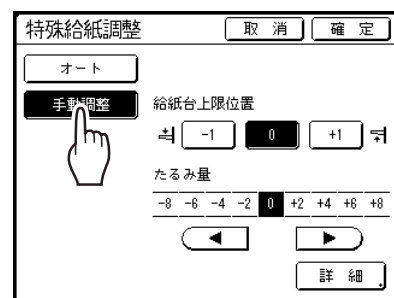 特殊給紙調整 取 消 確 定
オート
手動調整
給紙台上限位置
-1 0 +1
たるみ量
-8 -6 -4 -2 0 +2 +4 +6 +8
詳 細